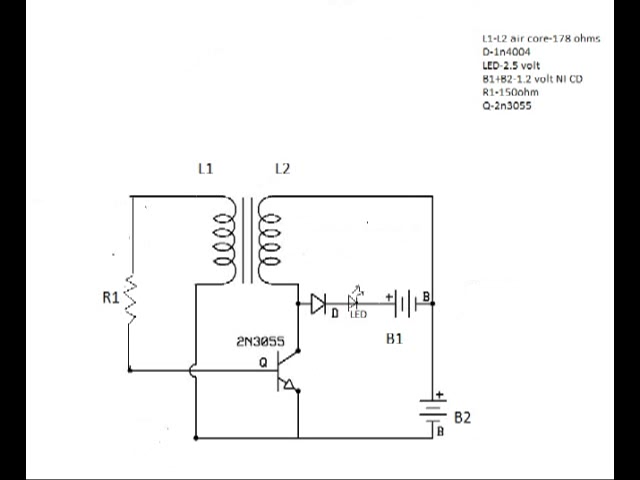 L1-L2 air core-178 ohms
D-1n4004
LED-2.5 volt
B1+B2-1.2 volt NI CD
R1-150ohm
Q-2n3055
L1 L2
R1
+ B
D LED
B1
2N3055
Q
+
B2
B